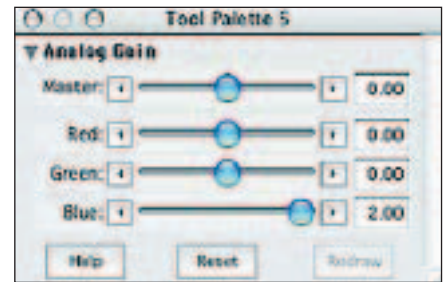 Tool Palette 5
Analog Gain
Master: 0.00
Red: 0.00
Green: 0.00
Blue: 2.00
Help Reset Redraw